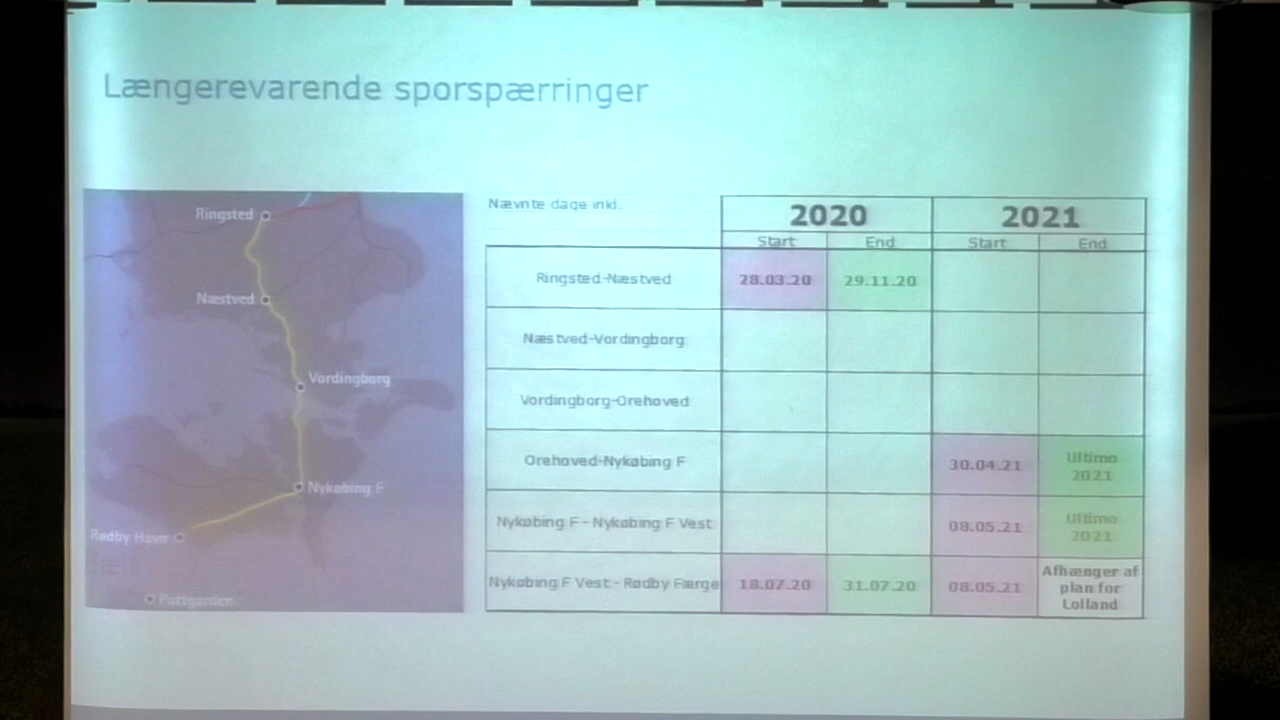 Længerevarende sporspærringer
Ringsted
Næstved
Vordingborg
Nykøbing F
Rødby Havn
Puttgarden
Nævnte dage inkl.
2020 2021
Start End Start End
Ringsted-Næstved 28.03.20 29.11.20
Næstved-Vordingborg
Vordingborg-Orehoved
Orehoved-Nykøbing F 30.04.21 Ultimo
2021
Nykøbing F - Nykøbing F Vest 08.05.21 Ultimo
2021
Nykøbing F Vest - Rødby Færge 18.07.20 31.07.20 08.05.21 Afhænger af
plan for
Lolland